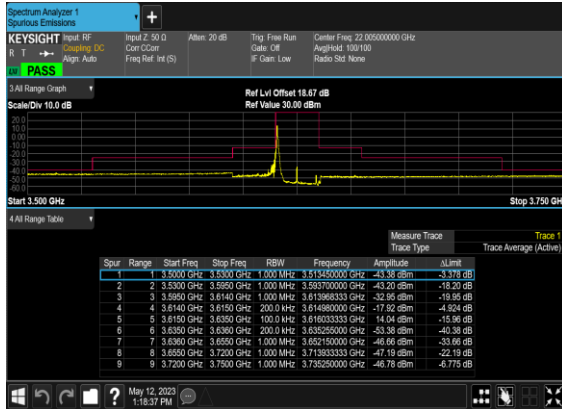 Spectrum Analyzer 1
Spurious Emissions
+
KEYSIGHT Input: RF Input Z: 50 Ω Atten: 20 dB Trig: Free Run Center Freq: 22.005000000 GHz
R T Coupling: DC Corr CCorr Gate: Off Avg|Hold: 100/100
Align: Auto Freq Ref: Int (S) IF Gain: Low Radio Std: None
PASS
3 All Range Graph
Ref Lvl Offset 18.67 dB
Scale/Div 10.0 dB Ref Value 30.00 dBm
20.0
10.0
0.00
-10.0
-20.0
-30.0
-40.0
-50.0
-60.0
Start 3.500 GHz Stop 3.750 GH
4 All Range Table
Measure Trace Trace 1
Trace Type Trace Average (Active)
Spur Range Start Freq Stop Freq RBW Frequency Amplitude ΔLimit
1 1 3.5000 GHz 3.5300 GHz 1.000 MHz 3.513450000 GHz -43.38 dBm -3.378 dB
2 2 3.5300 GHz 3.5950 GHz 1.000 MHz 3.593700000 GHz -43.20 dBm -18.20 dB
3 3 3.5950 GHz 3.6140 GHz 1.000 MHz 3.613968333 GHz -32.95 dBm -19.95 dB
4 4 3.6140 GHz 3.6150 GHz 200.0 kHz 3.614980000 GHz -17.92 dBm -4.924 dB
5 5 3.6150 GHz 3.6350 GHz 100.0 kHz 3.616033333 GHz 14.04 dBm -15.96 dB
6 6 3.6350 GHz 3.6360 GHz 200.0 kHz 3.635255000 GHz -53.38 dBm -40.38 dB
7 7 3.6360 GHz 3.6550 GHz 1.000 MHz 3.652150000 GHz -46.66 dBm -33.66 dB
8 8 3.6550 GHz 3.7200 GHz 1.000 MHz 3.713933333 GHz -47.19 dBm -22.19 dB
9 9 3.7200 GHz 3.7500 GHz 1.000 MHz 3.735250000 GHz -46.78 dBm -6.775 dB
? May 12, 2023
1:18:37 PM